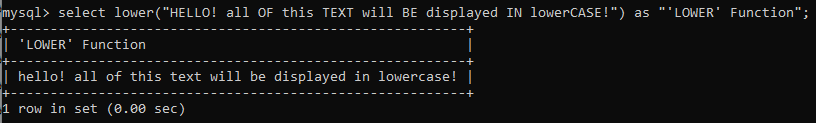 mysql> select lower("HELLO! all OF this TEXT will BE displayed IN lowerCASE!") as "'LOWER' Function";
+------------------------------------------------------+
| 'LOWER' Function                                     |
+------------------------------------------------------+
| hello! all of this text will be displayed in lowercase! |
+------------------------------------------------------+
1 row in set (0.00 sec)